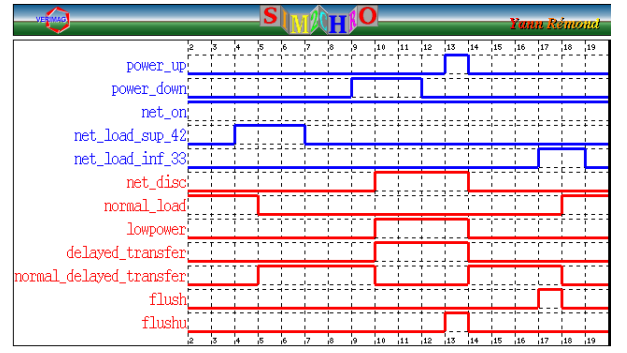 VERIMAG SIM2CHRO Yann Rémond
2 3 4 5 6 7 8 9 10 11 12 13 14 15 16 17 18 19
power_up
power_down
net_on
net_load_sup_42
net_load_inf_33
net_disc
normal_load
lowpower
delayed_transfer
normal_delayed_transfer
flush
flushu
2 3 4 5 6 7 8 9 10 11 12 13 14 15 16 17 18 19